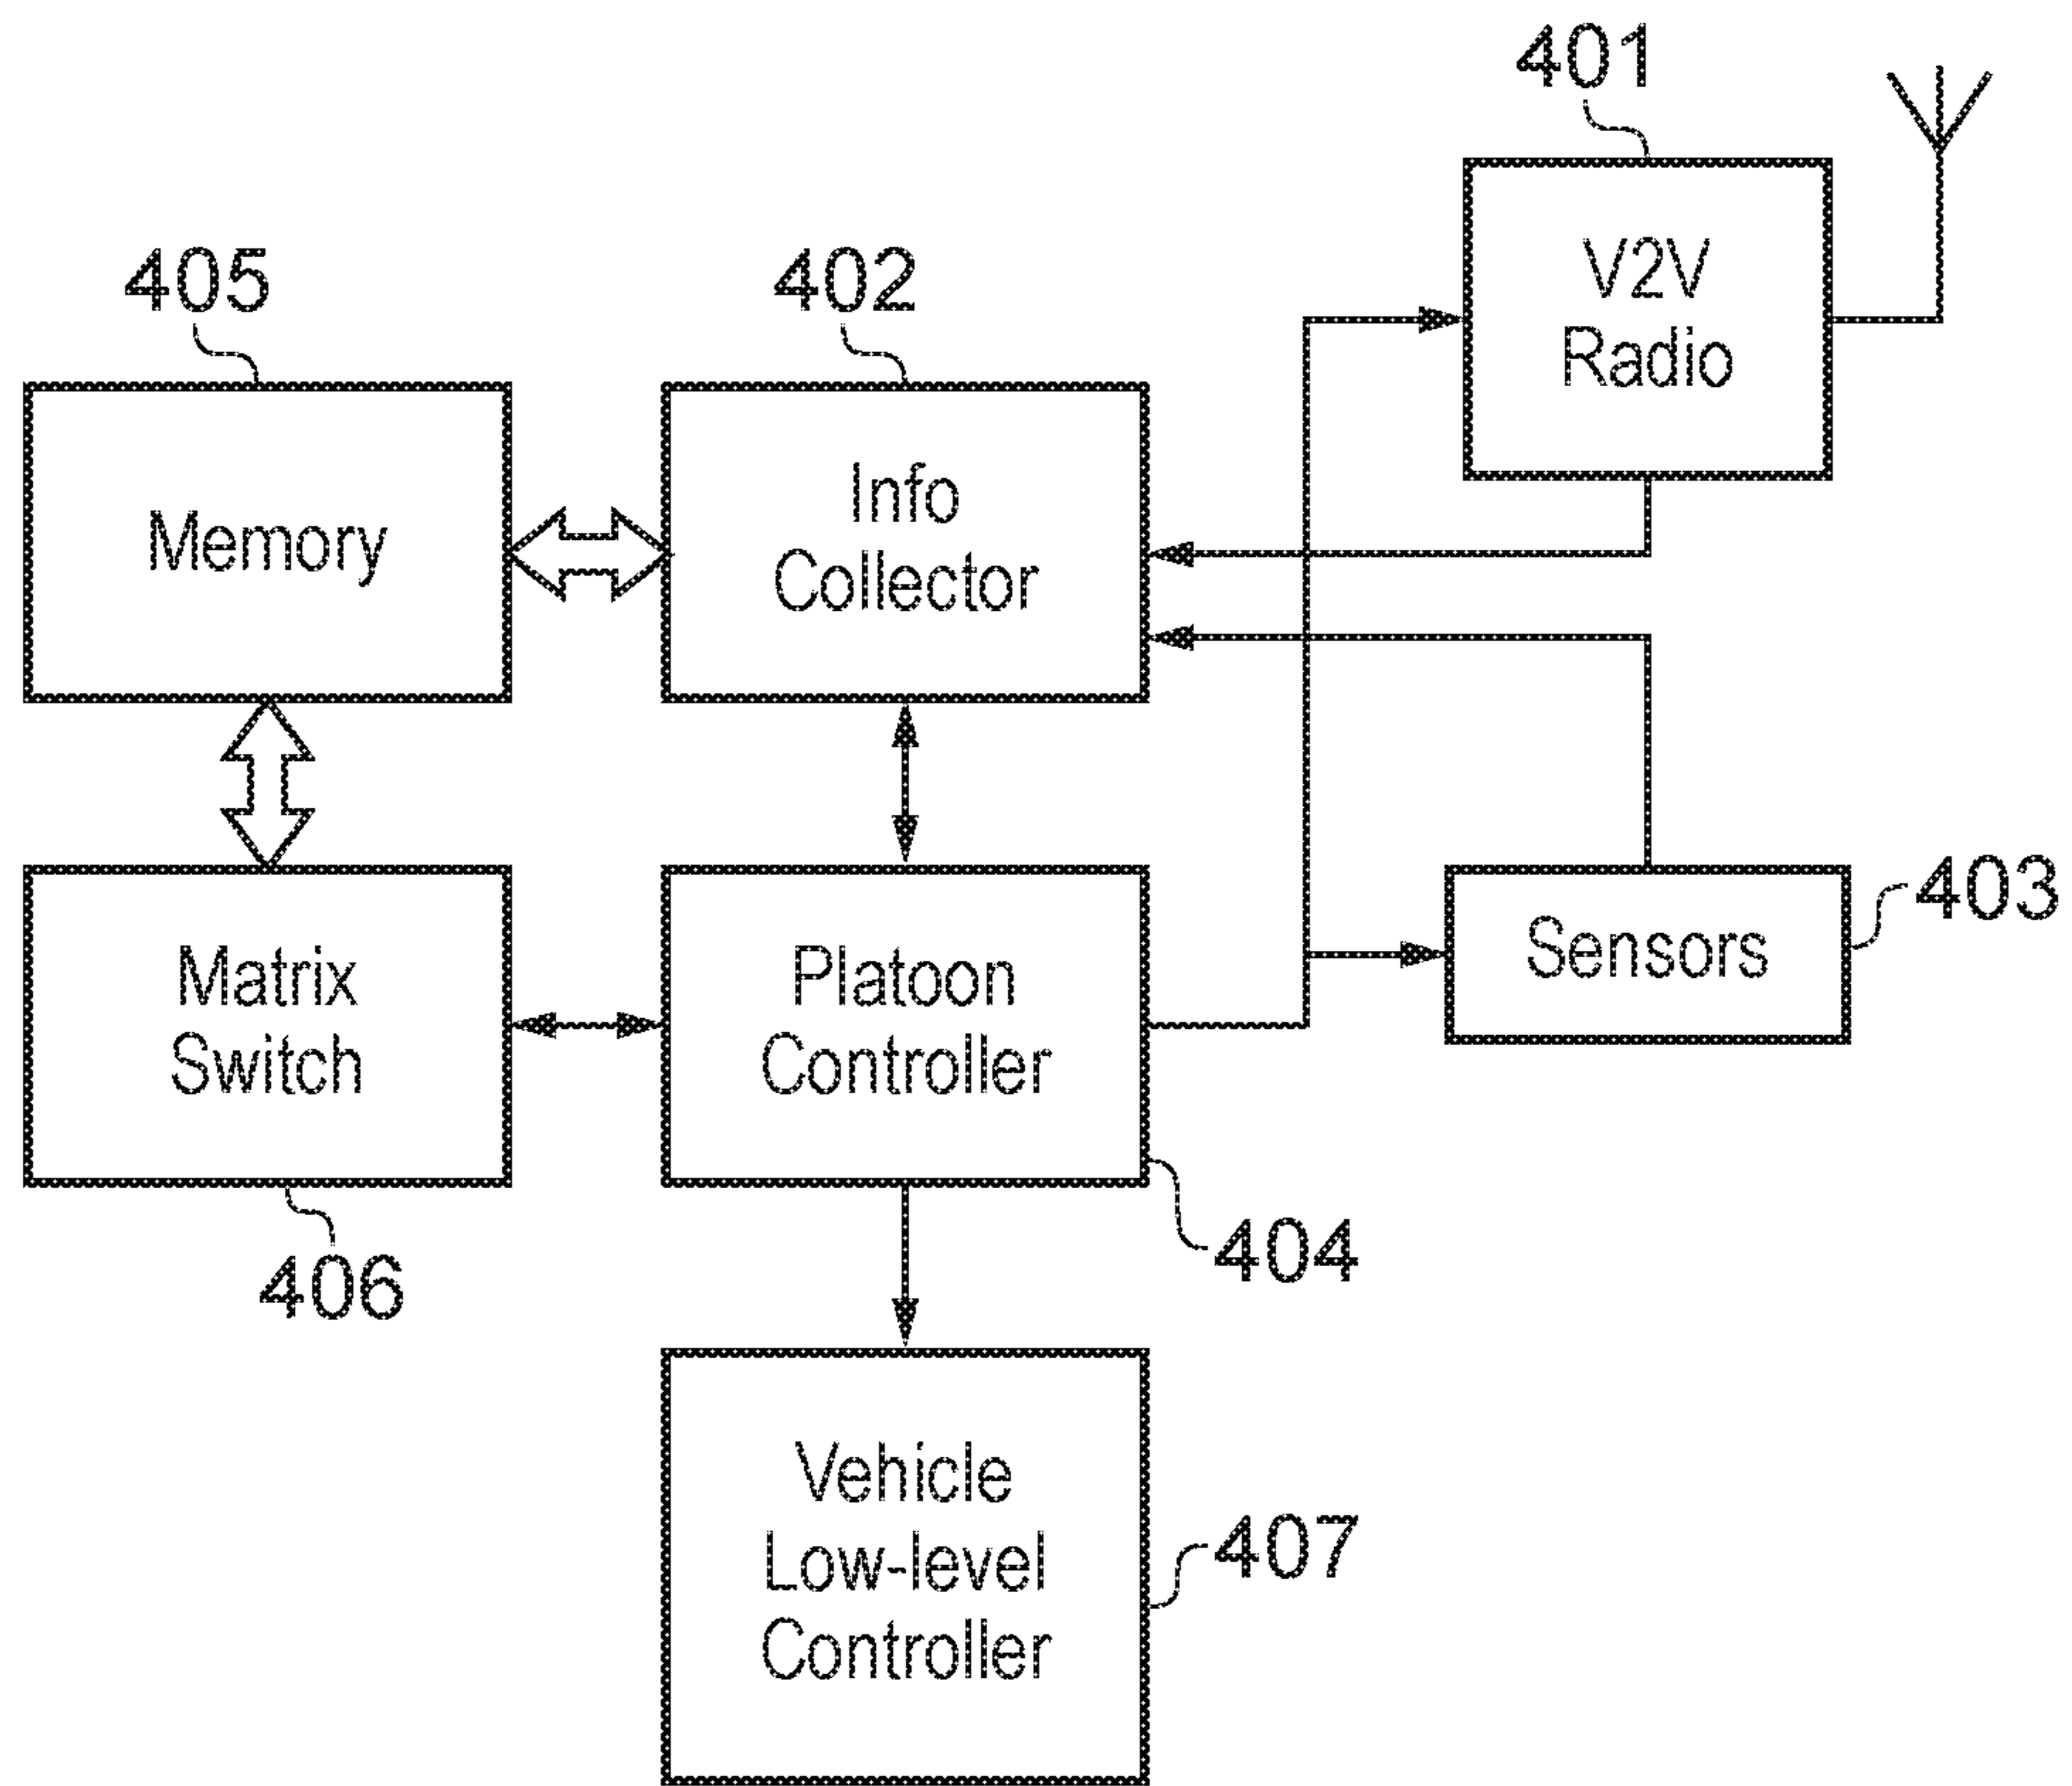 401
V2V
Radio
405
402
Memory
Info
Collector
Matrix
Switch
Platoon
Controller
Sensors
403
406
404
Vehicle
Low-level
Controller
407